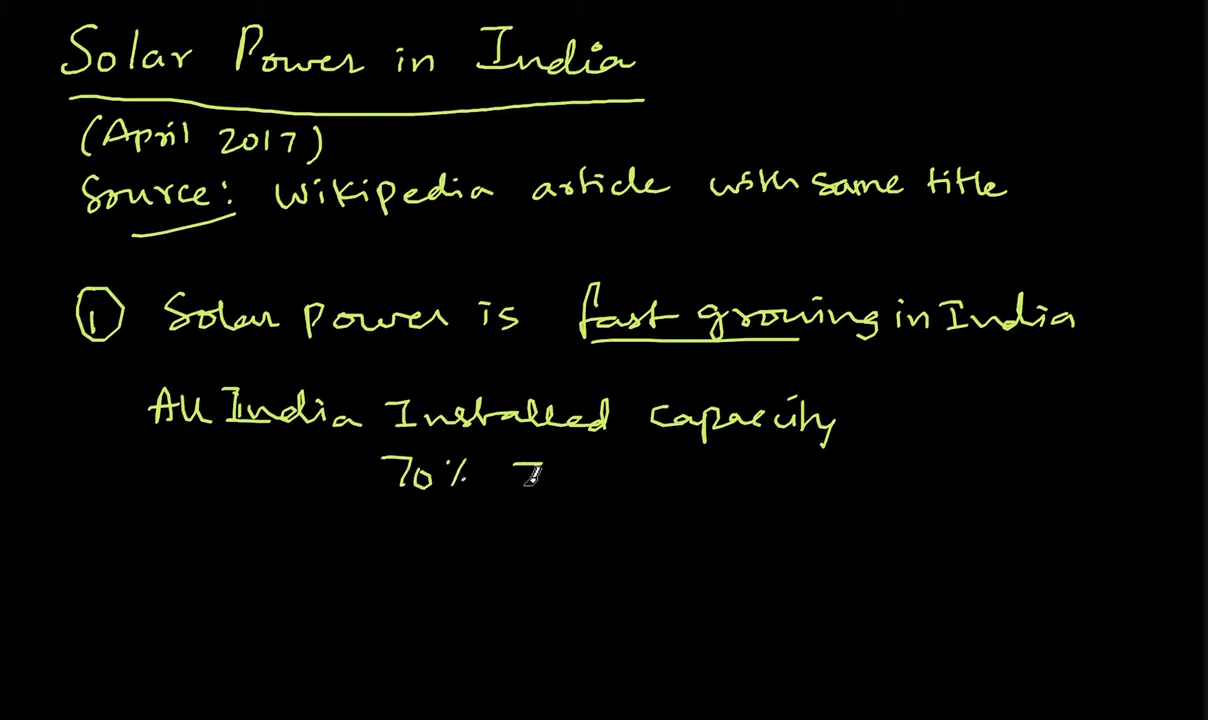 Solar Power in India
(April 2017)
Source: Wikipedia article with same title
1 Solar power is fast growing in India
All India Installed capacity
70%